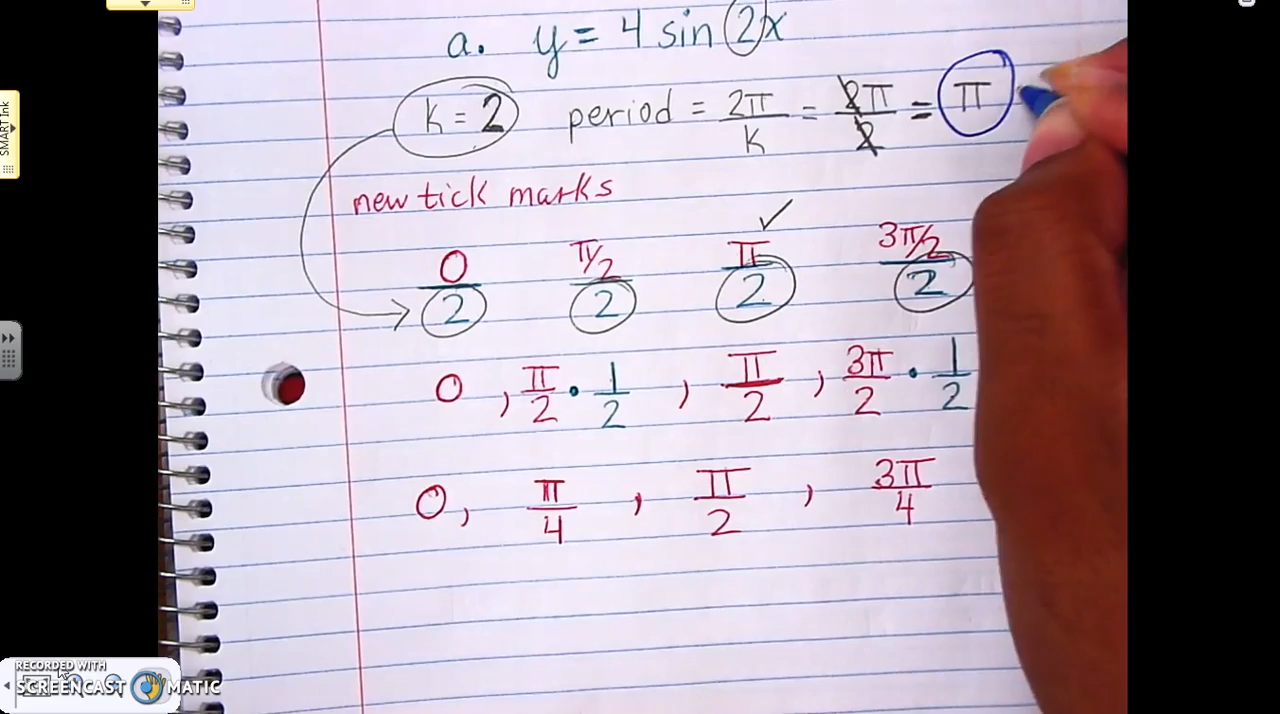 a. y = 4 sin 2x
k = 2 period = 2π/k = 2π/2 = π
new tick marks
0/2 π/2/2 π/2 3π/2/2
0 , π/2 · 1/2 , π/2 , 3π/2 · 1/2
0, π/4 , π/2 , 3π/4
SMART Ink
RECORDED WITH
SCREENCAST MATIC